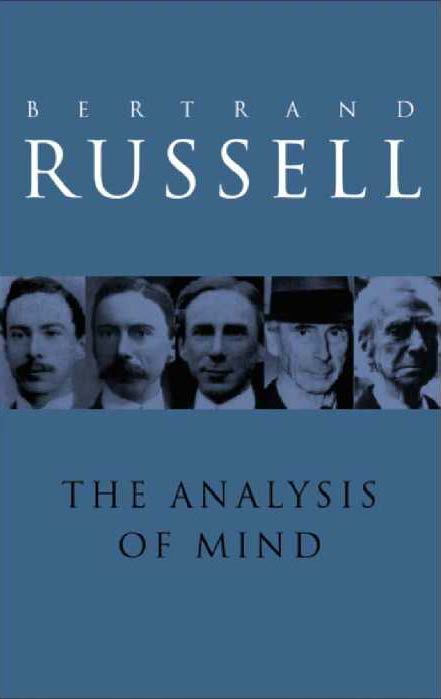 BERTRAND
RUSSELL
THE ANALYSIS
OF MIND